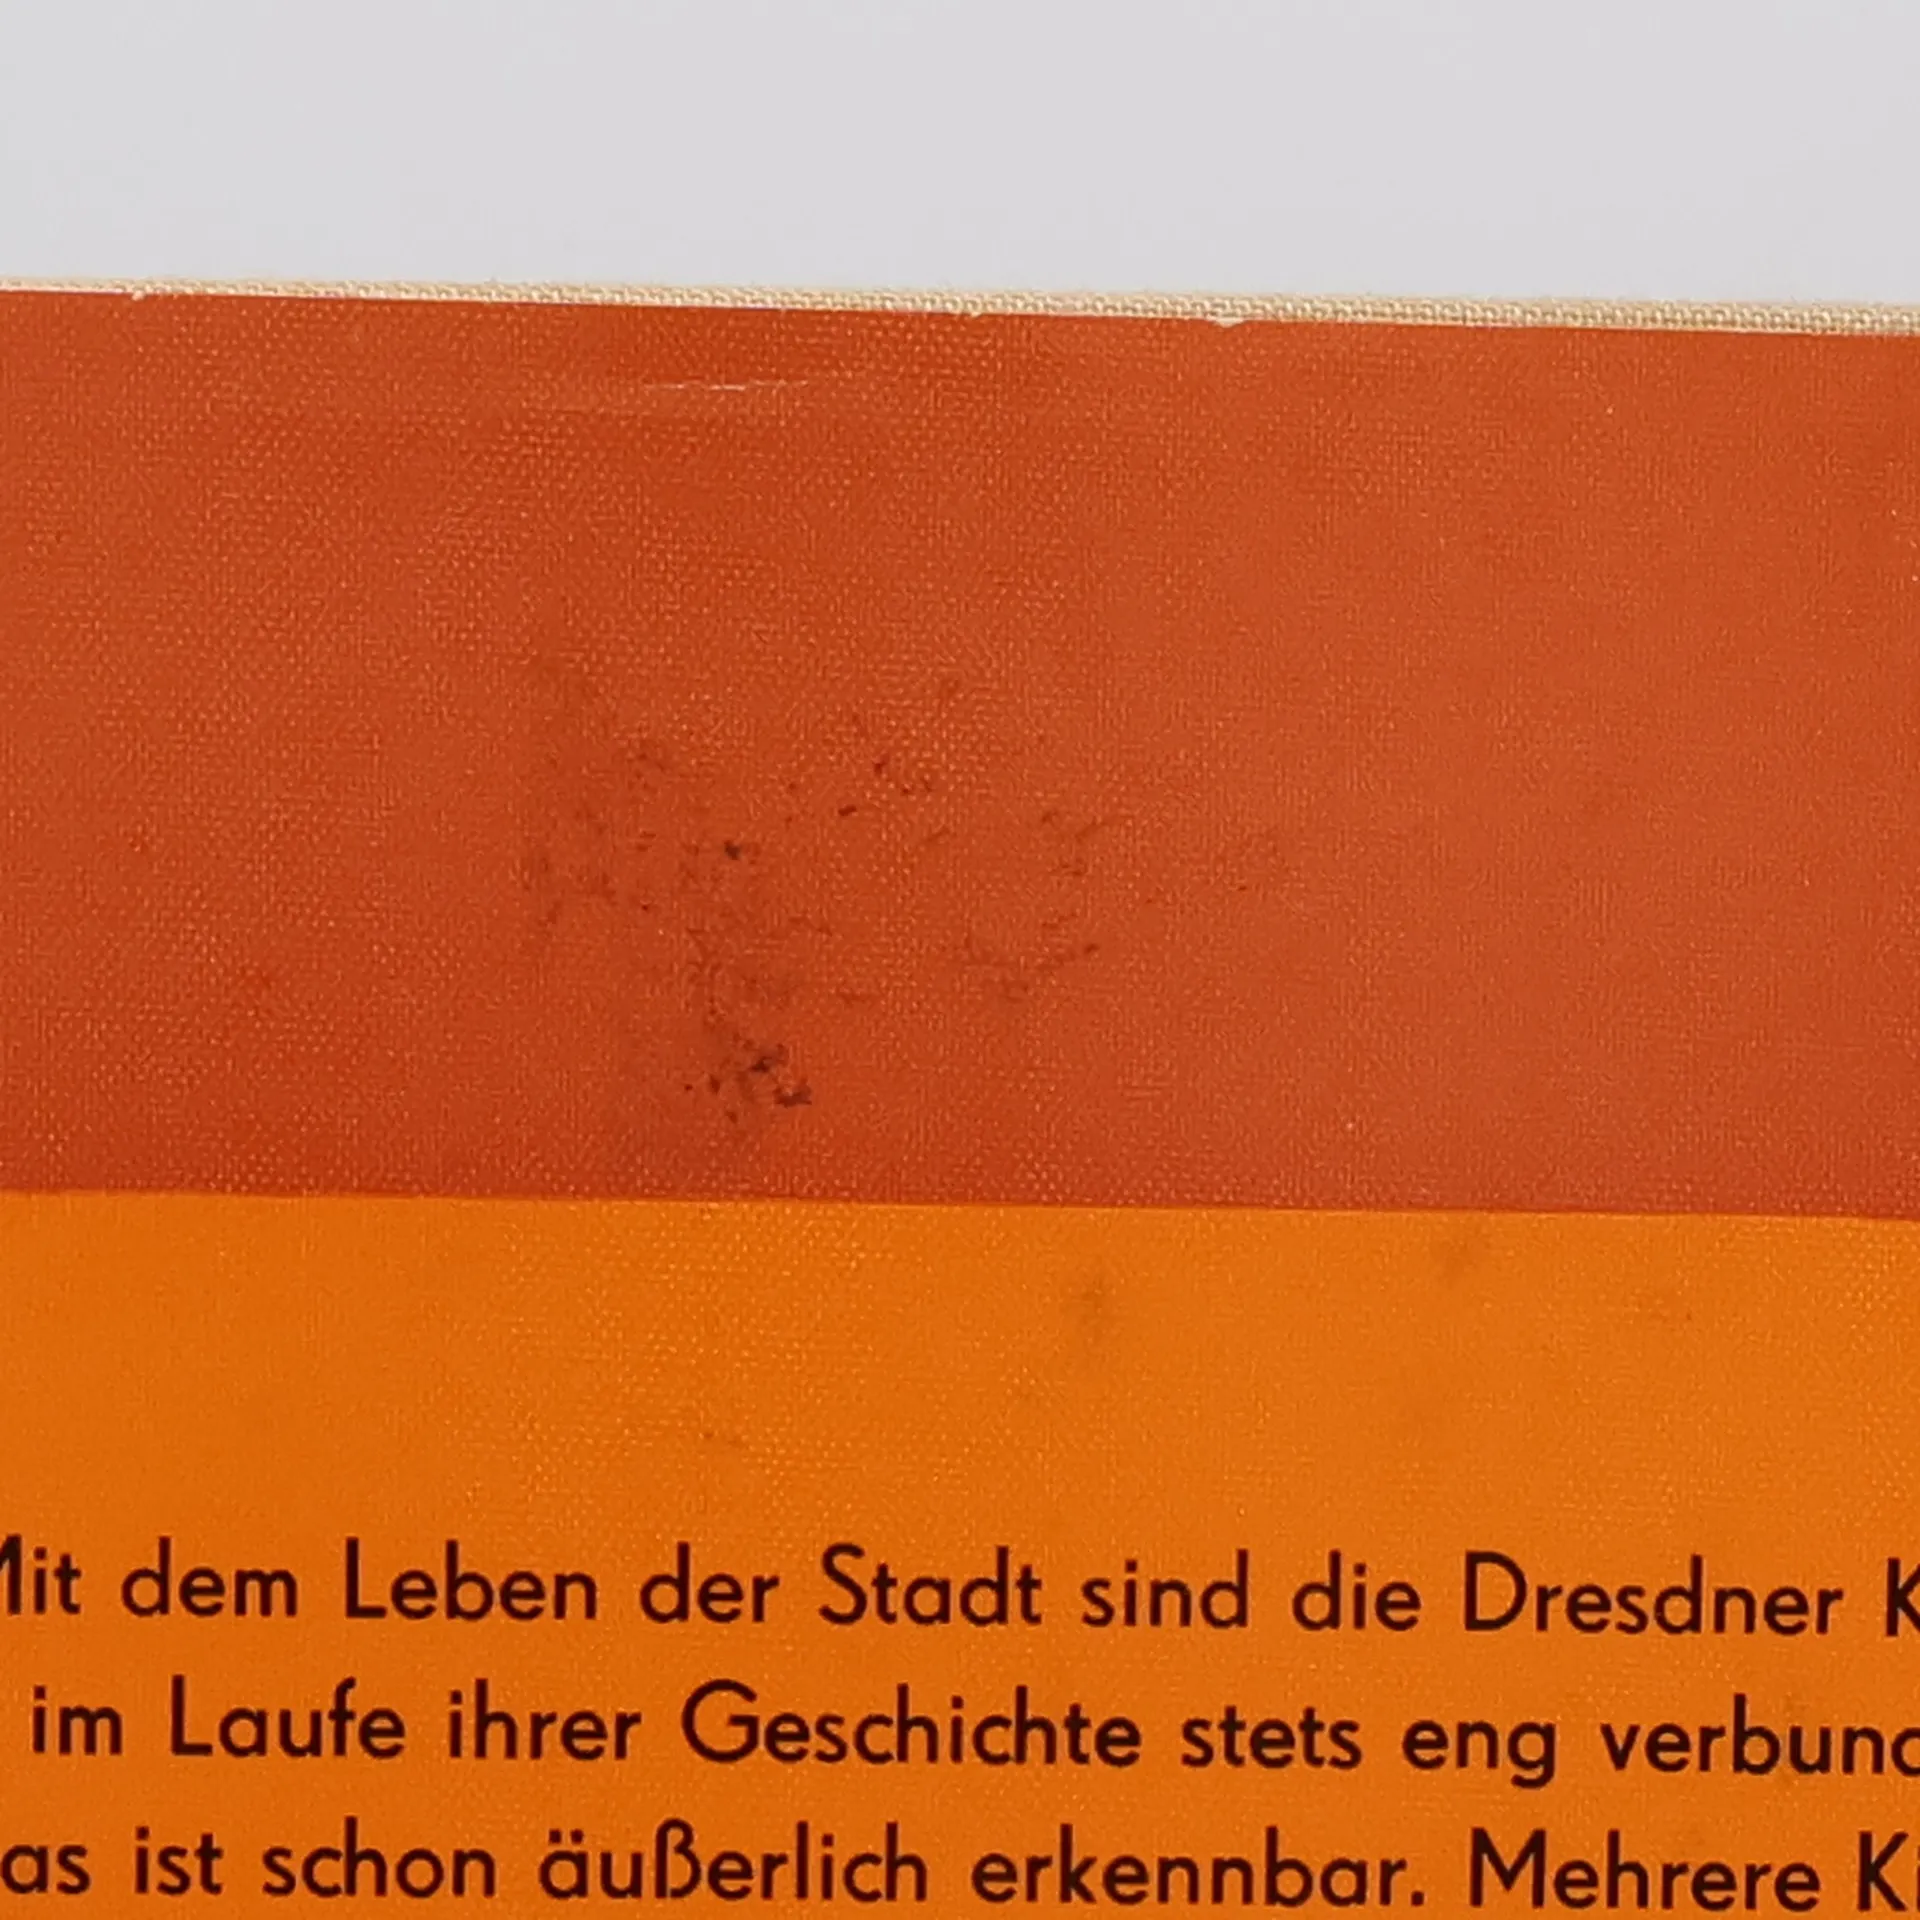 Mit dem Leben der Stadt sind die Dresdner K
im Laufe ihrer Geschichte stets eng verbund
as ist schon äußerlich erkennbar. Mehrere Ki